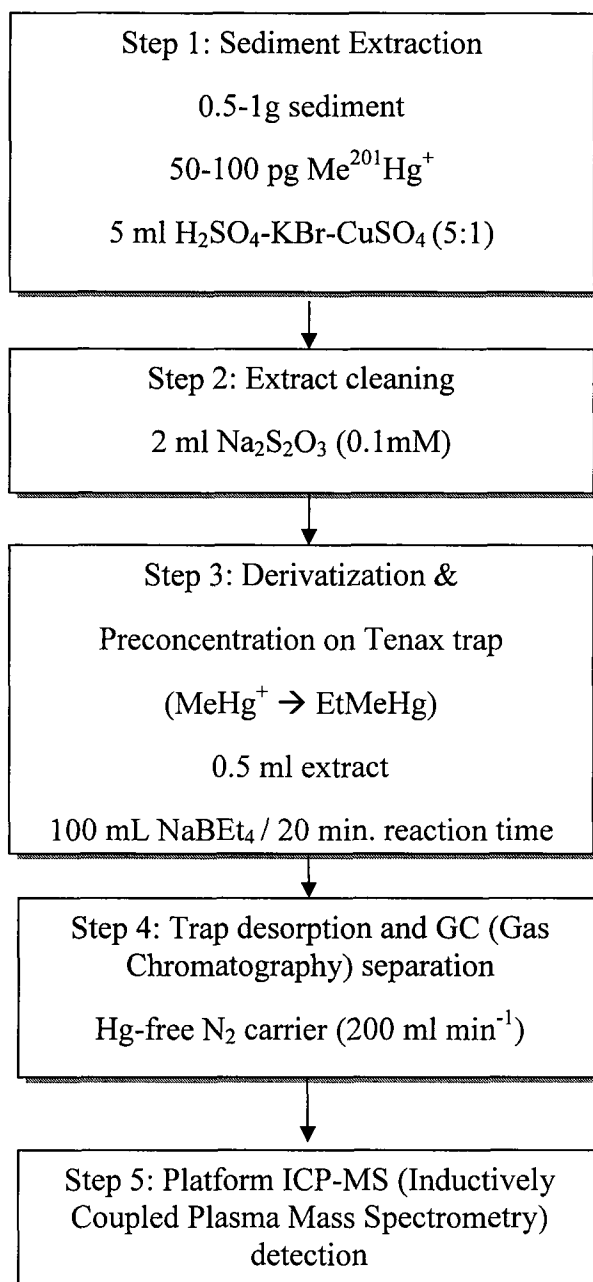 Step 1: Sediment Extraction
0.5-1g sediment
50-100 pg Me²⁰¹Hg⁺
5 ml H₂SO₄-KBr-CuSO₄ (5:1)
Step 2: Extract cleaning
2 ml Na₂S₂O₃ (0.1mM)
Step 3: Derivatization &
Preconcentration on Tenax trap
(MeHg⁺ → EtMeHg)
0.5 ml extract
100 mL NaBEt₄ / 20 min. reaction time
Step 4: Trap desorption and GC (Gas
Chromatography) separation
Hg-free N₂ carrier (200 ml min⁻¹)
Step 5: Platform ICP-MS (Inductively
Coupled Plasma Mass Spectrometry)
detection